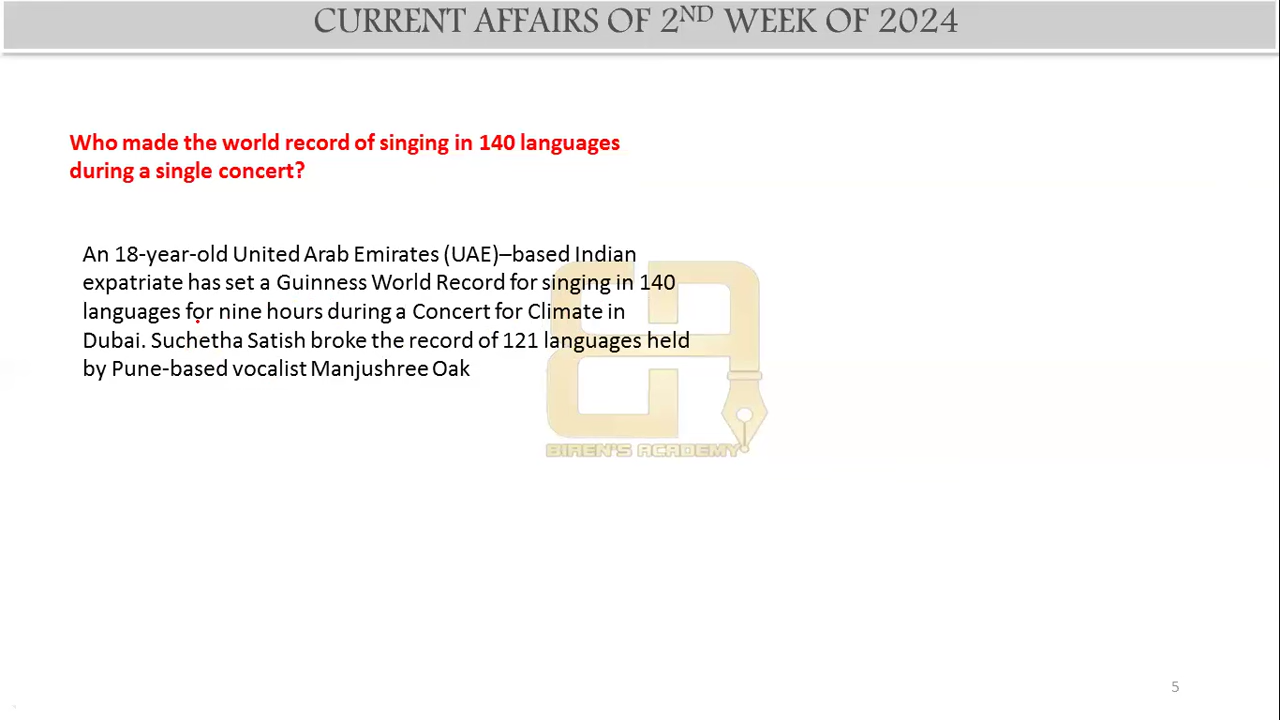 CURRENT AFFAIRS OF 2ND WEEK OF 2024
Who made the world record of singing in 140 languages
during a single concert?
An 18-year-old United Arab Emirates (UAE)–based Indian
expatriate has set a Guinness World Record for singing in 140
languages for nine hours during a Concert for Climate in
Dubai. Suchetha Satish broke the record of 121 languages held
by Pune-based vocalist Manjushree Oak
BIREN'S ACADEMY
5